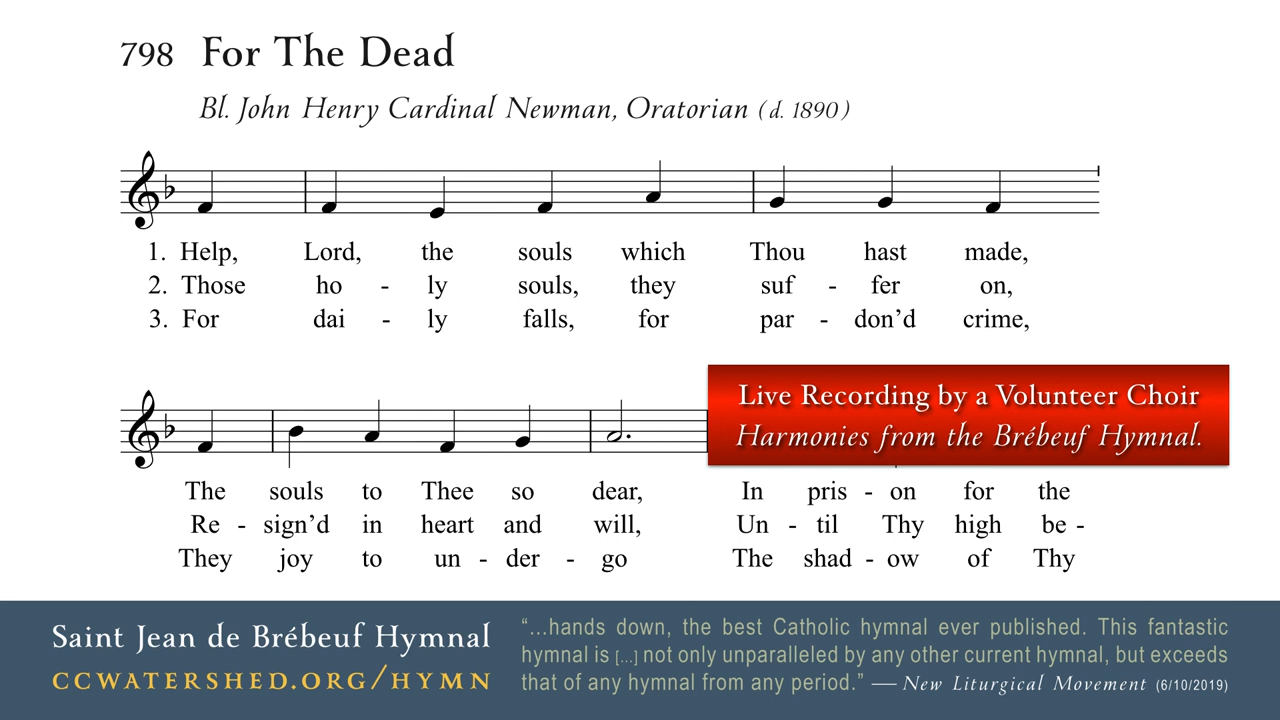 798 For The Dead
Bl. John Henry Cardinal Newman, Oratorian (d. 1890)
1. Help, Lord, the souls which Thou hast made,
2. Those ho - ly souls, they suf - fer on,
3. For dai - ly falls, for par - don’d crime,
Live Recording by a Volunteer Choir
Harmonies from the Brébeuf Hymnal.
The souls to Thee so dear, In pris - on for the
Re - sign’d in heart and will, Un - til Thy high be -
They joy to un - der - go The shad - ow of Thy
Saint Jean de Brébeuf Hymnal
CCWATERSHED.ORG/HYMN
“...hands down, the best Catholic hymnal ever published. This fantastic
hymnal is [...] not only unparalleled by any other current hymnal, but exceeds
that of any hymnal from any period.” — New Liturgical Movement (6/10/2019)